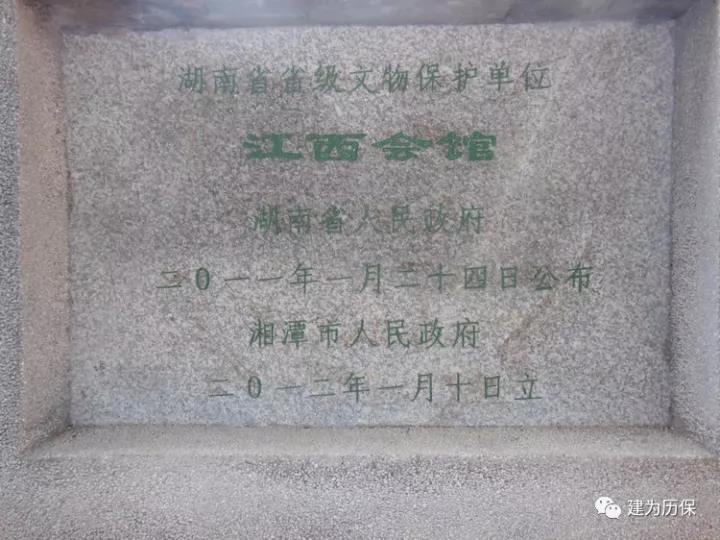 湖南省省级文物保护单位
江西会馆
湖南省人民政府
二0一一年一月二十四日公布
湘潭市人民政府
二0一二年一月十日立
建为历保